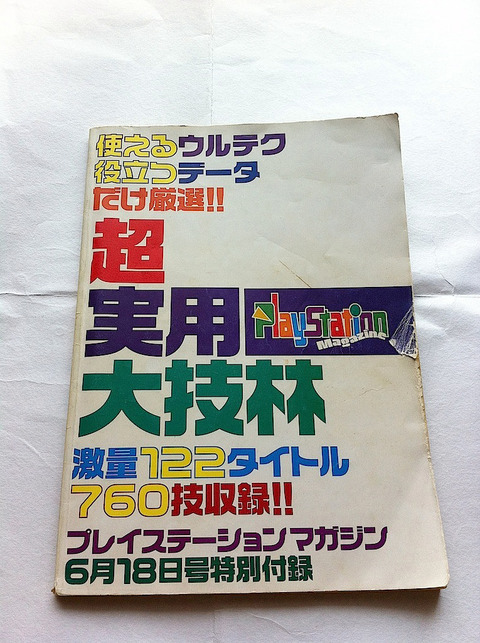 使えるウルテク
役立つデータ
だけ厳選!!
超
実用
PlayStation
Magazine
大技林
激量122タイトル
760技収録!!
プレイステーションマガジン
6月18日号特別付録